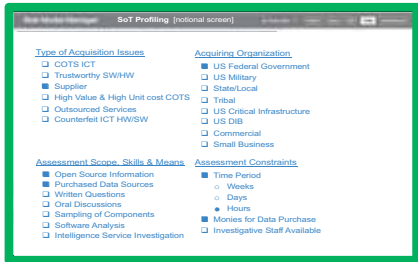 SoT Profiling [notional screen]
Type of Acquisition Issues
COTS ICT
Trustworthy SW/HW
Supplier
High Value & High Unit cost COTS
Outsourced Services
Counterfeit ICT HW/SW
Acquiring Organization
US Federal Government
US Military
State/Local
Tribal
US Critical Infrastructure
US DIB
Commercial
Small Business
Assessment Scope, Skills & Means
Open Source Information
Purchased Data Sources
Written Questions
Oral Discussions
Sampling of Components
Software Analysis
Intelligence Service Investigation
Assessment Constraints
Time Period
Weeks
Days
Hours
Monies for Data Purchase
Investigative Staff Available